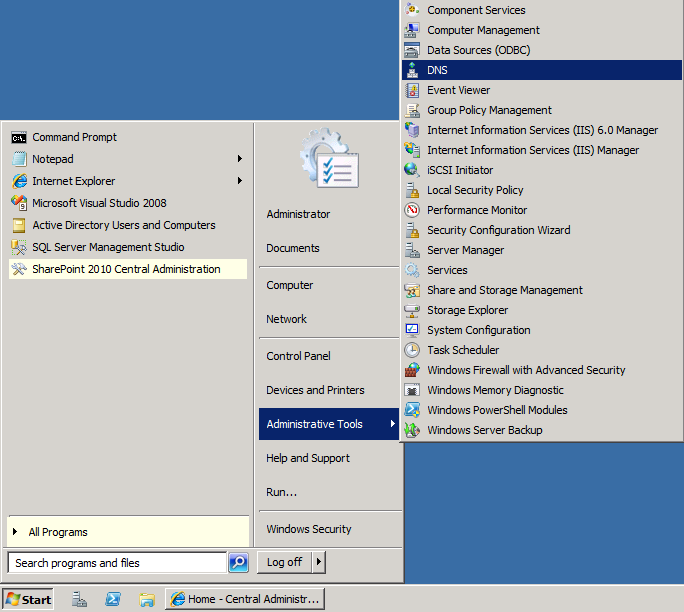 Component Services
Computer Management
Data Sources (ODBC)
DNS
Event Viewer
Group Policy Management
Internet Information Services (IIS) 6.0 Manager
Internet Information Services (IIS) Manager
iSCSI Initiator
Local Security Policy
Performance Monitor
Security Configuration Wizard
Server Manager
Services
Share and Storage Management
Storage Explorer
System Configuration
Task Scheduler
Windows Firewall with Advanced Security
Windows Memory Diagnostic
Windows PowerShell Modules
Windows Server Backup
Command Prompt
Notepad
Internet Explorer
Microsoft Visual Studio 2008
Active Directory Users and Computers
SQL Server Management Studio
SharePoint 2010 Central Administration
All Programs
Search programs and files
Administrator
Documents
Computer
Network
Control Panel
Devices and Printers
Administrative Tools
Help and Support
Run...
Windows Security
Log off
Start
Home - Central Administr...